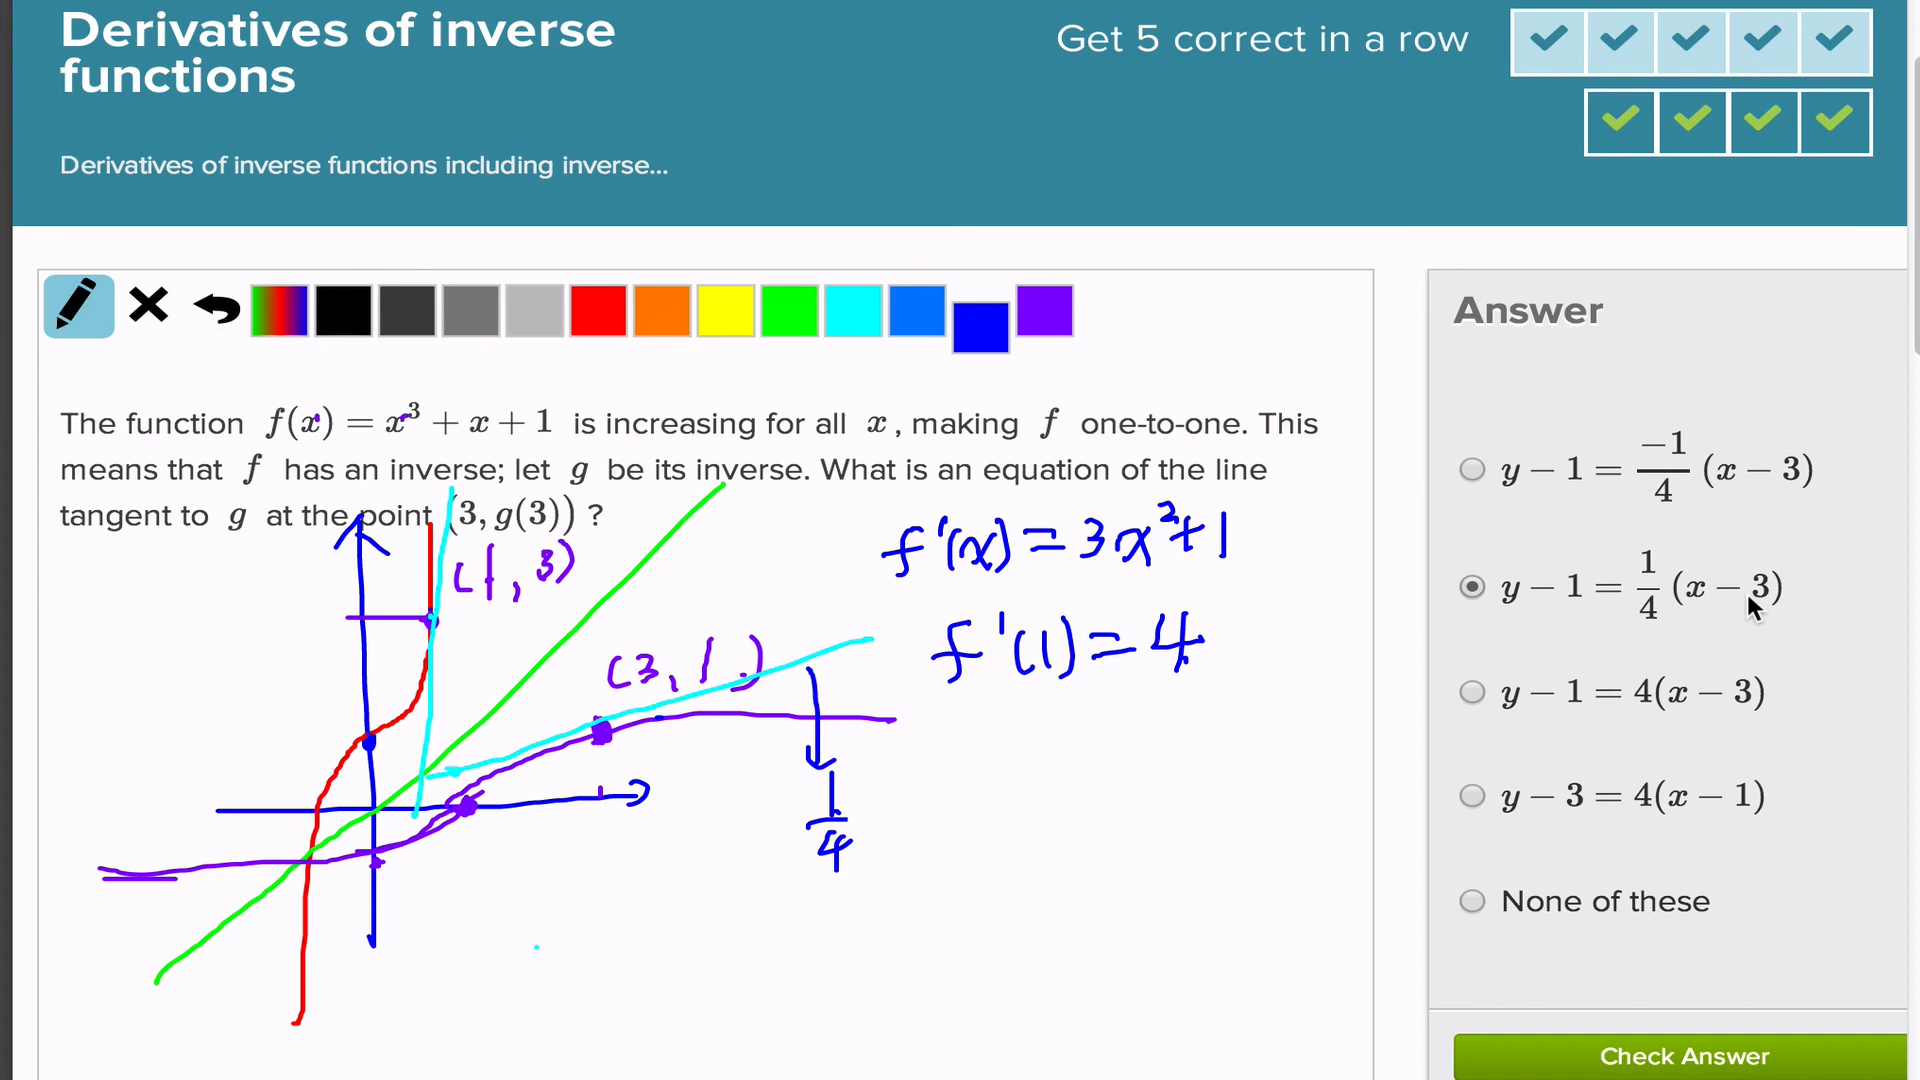 Derivatives of inverse
functions
Get 5 correct in a row
Derivatives of inverse functions including inverse...
The function f(x) = x³ + x + 1 is increasing for all x, making f one-to-one. This
means that f has an inverse; let g be its inverse. What is an equation of the line
tangent to g at the point (3, g(3)) ?
(1, 3)
(3, 1)
f'(x) = 3x²+1
f'(1) = 4
1/4
Answer
y − 1 = −1/4 (x − 3)
y − 1 = 1/4 (x − 3)
y − 1 = 4(x − 3)
y − 3 = 4(x − 1)
None of these
Check Answer